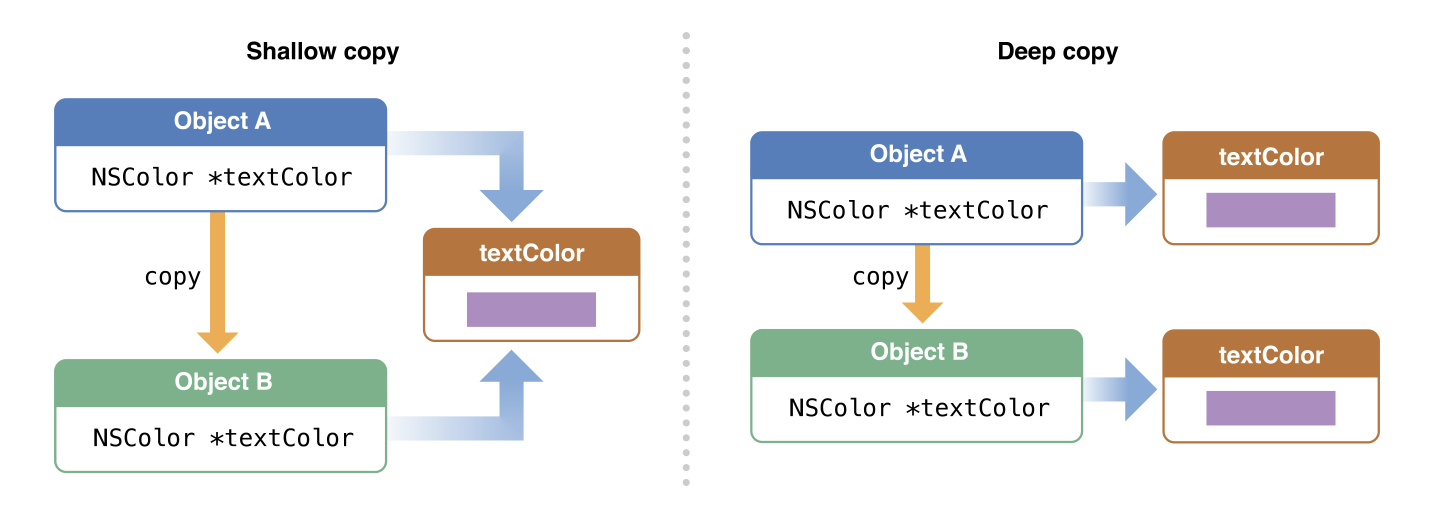 Shallow copy
Object A
NSColor *textColor
copy
textColor
Object B
NSColor *textColor
Deep copy
Object A
NSColor *textColor
textColor
copy
Object B
NSColor *textColor
textColor